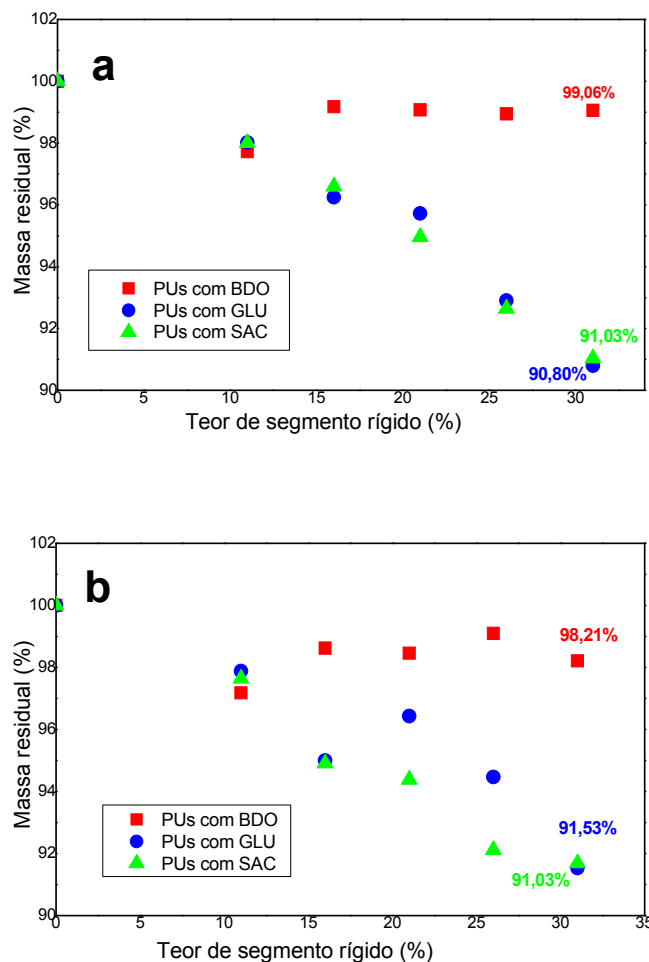 a
102
100
98
96
94
92
90
Massa residual (%)
99,06%
PUs com BDO
PUs com GLU
PUs com SAC
91,03%
90,80%
0 5 10 15 20 25 30
Teor de segmento rígido (%)
b
102
100
98
96
94
92
90
Massa residual (%)
98,21%
PUs com BDO
PUs com GLU
PUs com SAC
91,53%
91,03%
0 5 10 15 20 25 30 35
Teor de segmento rígido (%)